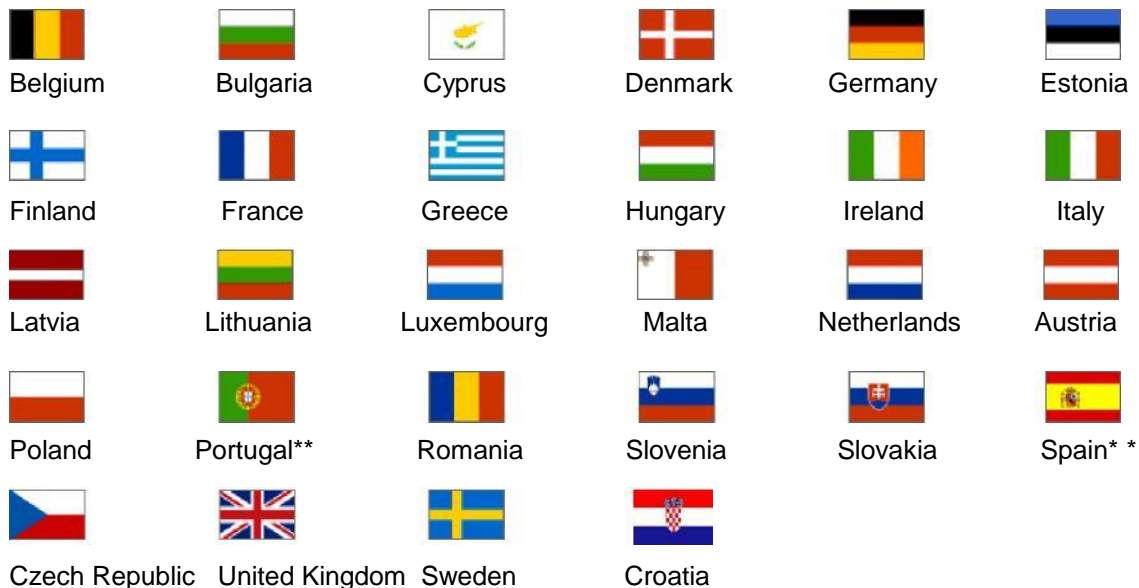 Belgium Bulgaria Cyprus Denmark Germany Estonia
Finland France Greece Hungary Ireland Italy
Latvia Lithuania Luxembourg Malta Netherlands Austria
Poland Portugal** Romania Slovenia Slovakia Spain* *
Czech Republic United Kingdom Sweden Croatia